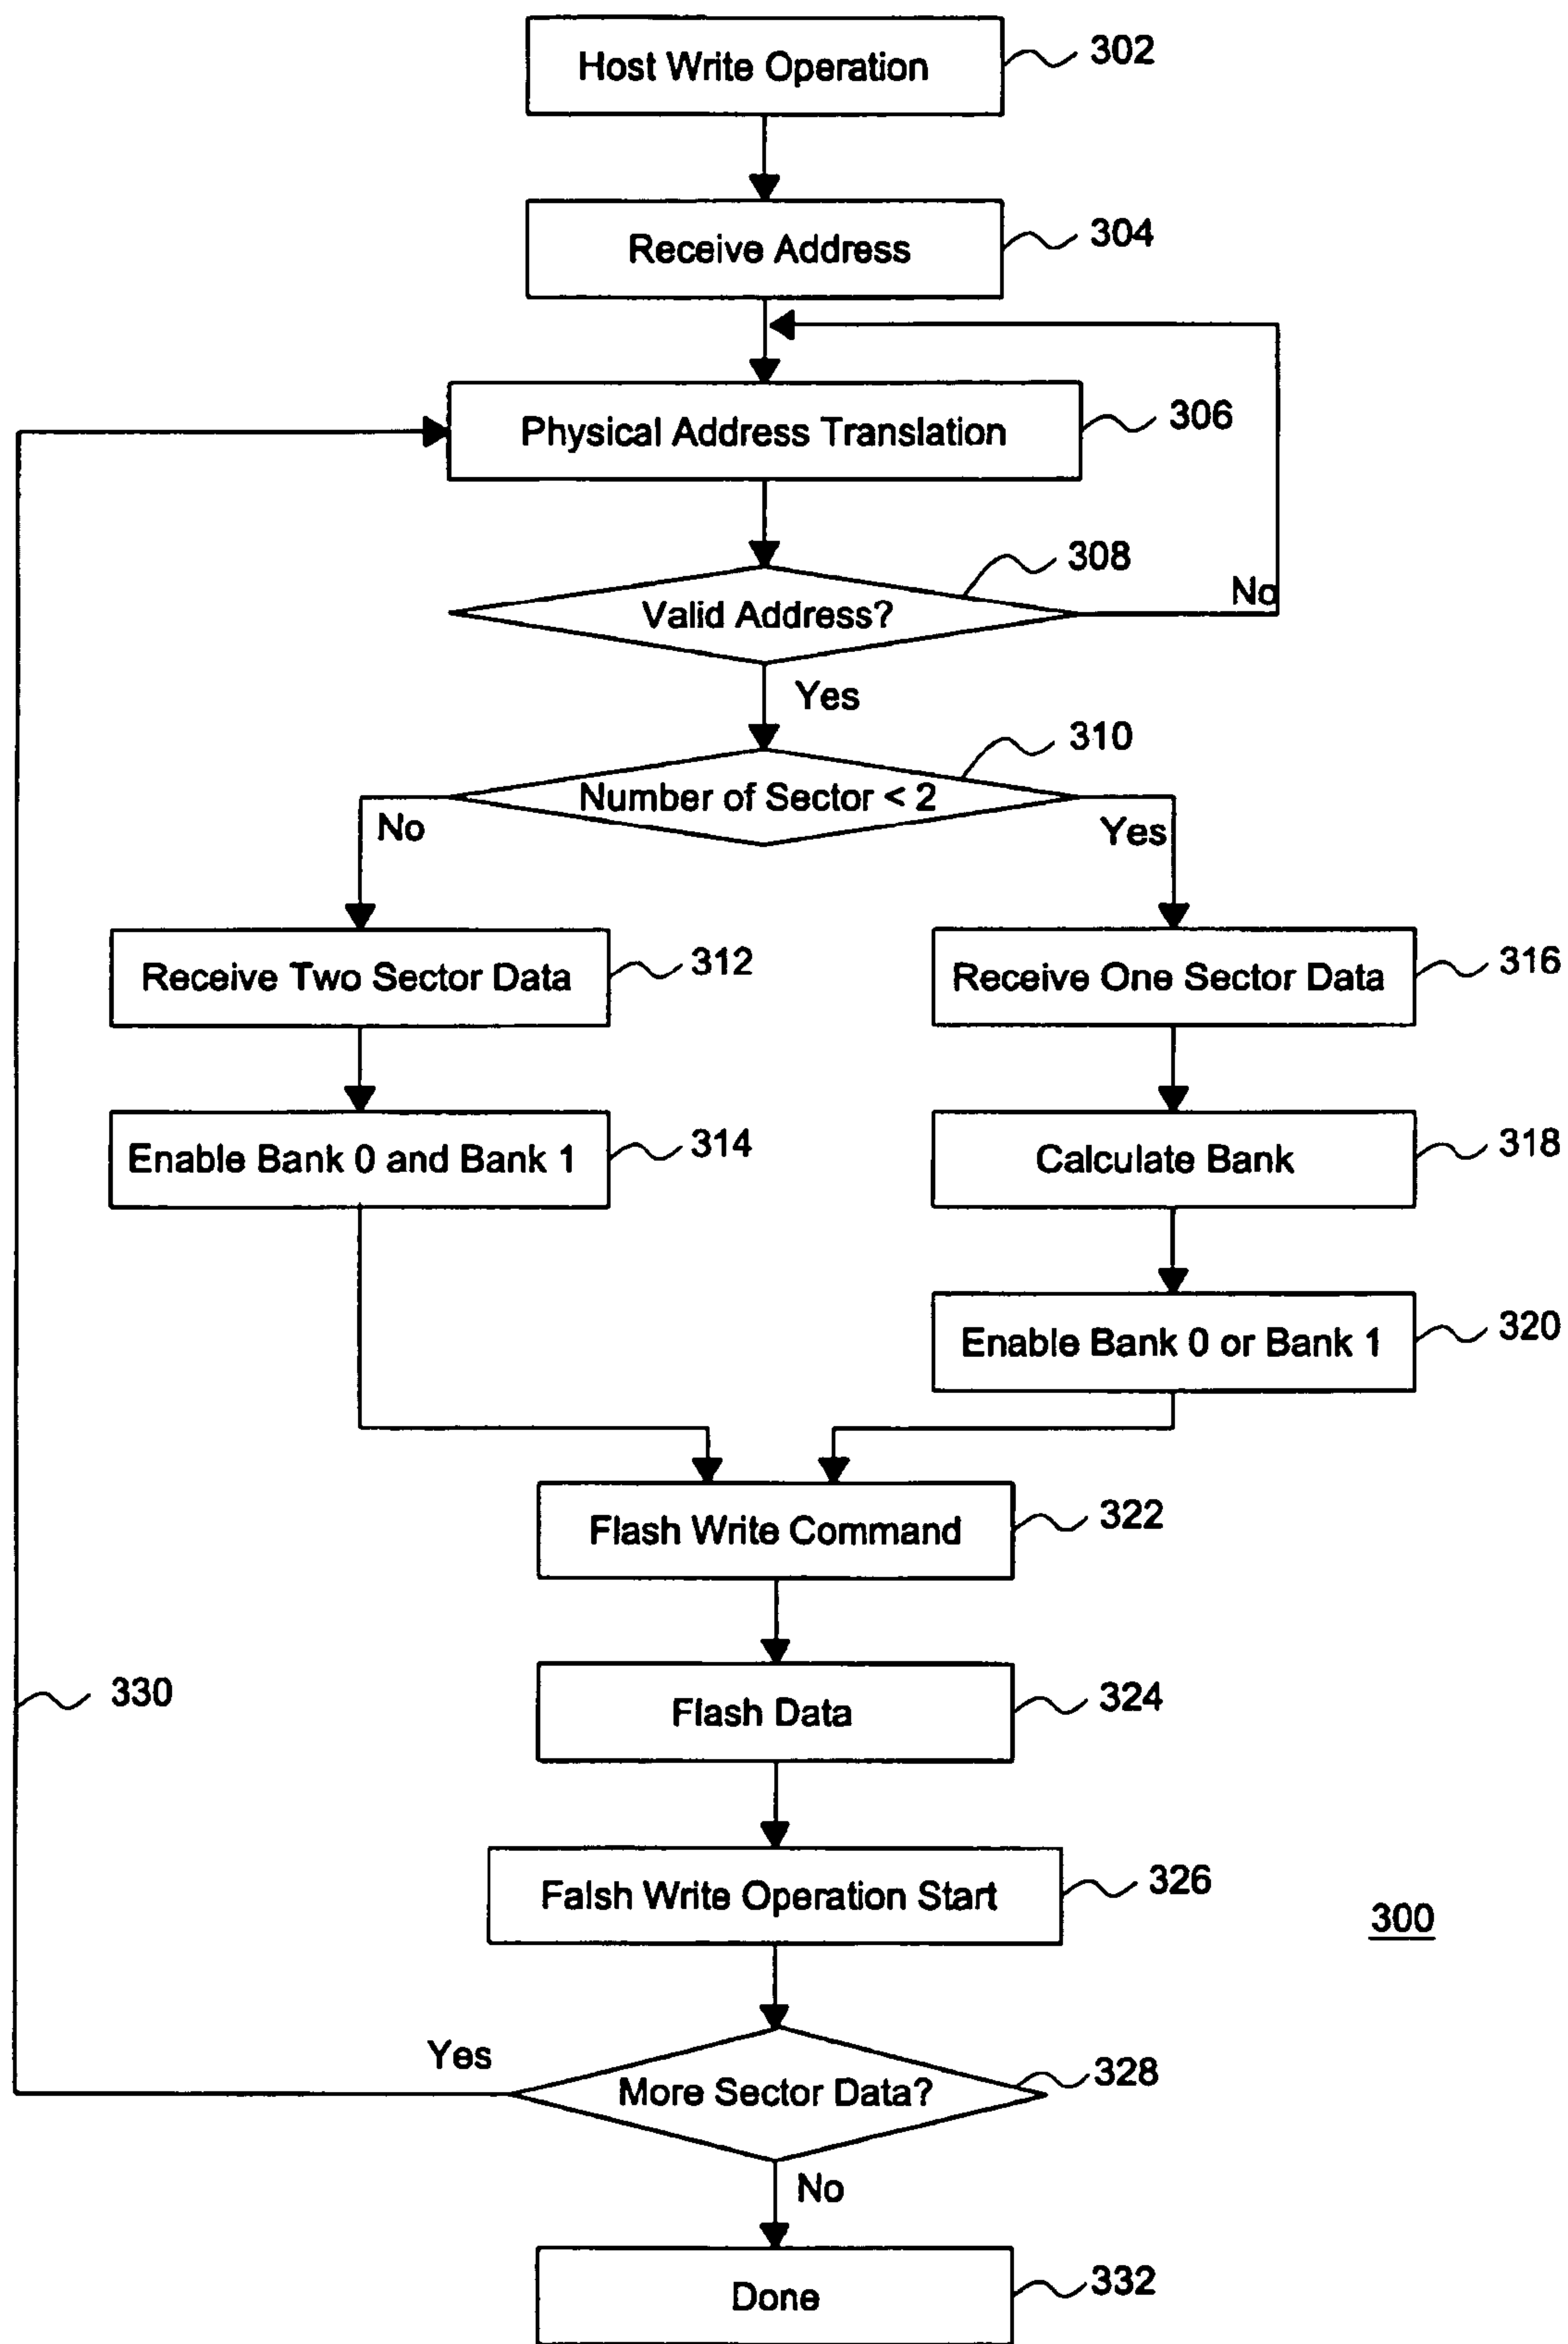 Host Write Operation
302
Receive Address
304
Physical Address Translation
306
308
Valid Address?
No
Yes
310
Number of Sector < 2
No
Yes
Receive Two Sector Data
312
Receive One Sector Data
316
Enable Bank 0 and Bank 1
314
Calculate Bank
318
Enable Bank 0 or Bank 1
320
Flash Write Command
322
330
Flash Data
324
Falsh Write Operation Start
326
300
Yes
More Sector Data?
328
No
Done
332